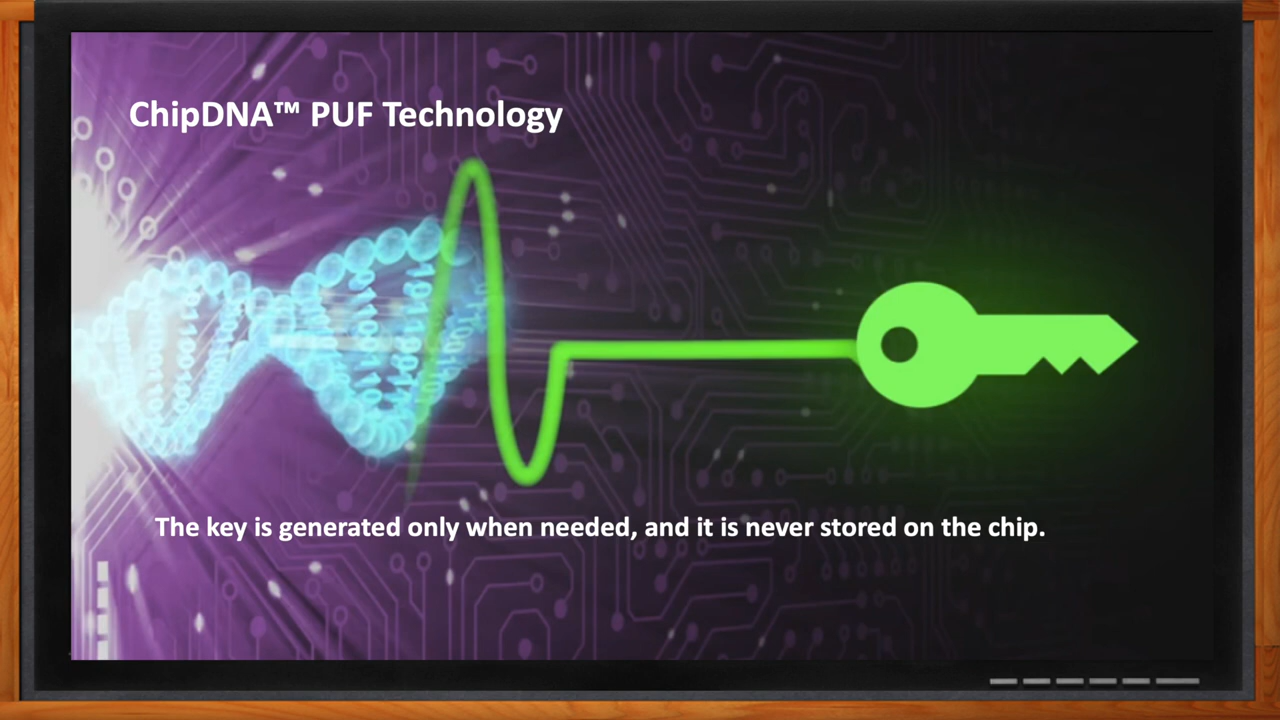 ChipDNA™ PUF Technology
The key is generated only when needed, and it is never stored on the chip.